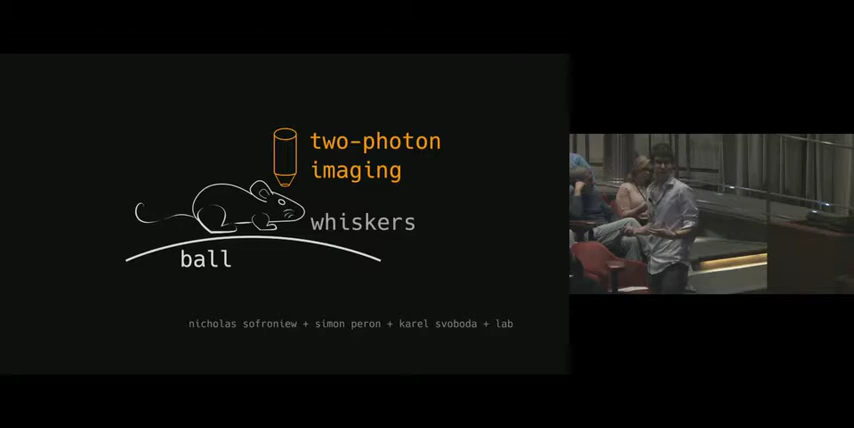 two-photon
imaging
whiskers
ball
nicholas sofroniew + simon peron + karel svoboda + lab